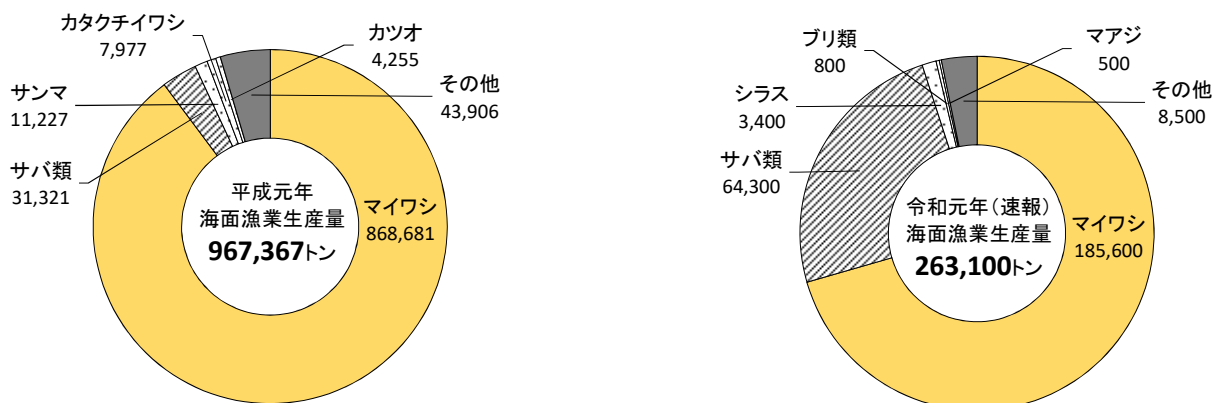 カタクチイワシ
7,977
カツオ
4,255
サンマ
11,227
その他
43,906
サバ類
31,321
平成元年
海面漁業生産量
967,367トン
マイワシ
868,681
ブリ類
800
マアジ
500
シラス
3,400
その他
8,500
サバ類
64,300
令和元年(速報)
海面漁業生産量
263,100トン
マイワシ
185,600